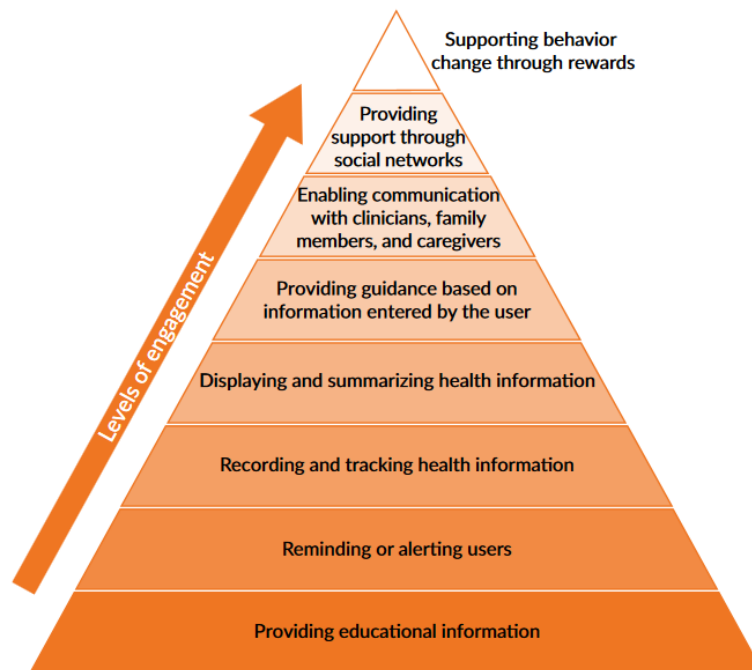 Supporting behavior
change through rewards
Providing
support through
social networks
Enabling communication
with clinicians, family
members, and caregivers
Providing guidance based on
information entered by the user
Displaying and summarizing health information
Recording and tracking health information
Reminding or alerting users
Providing educational information
Levels of engagement